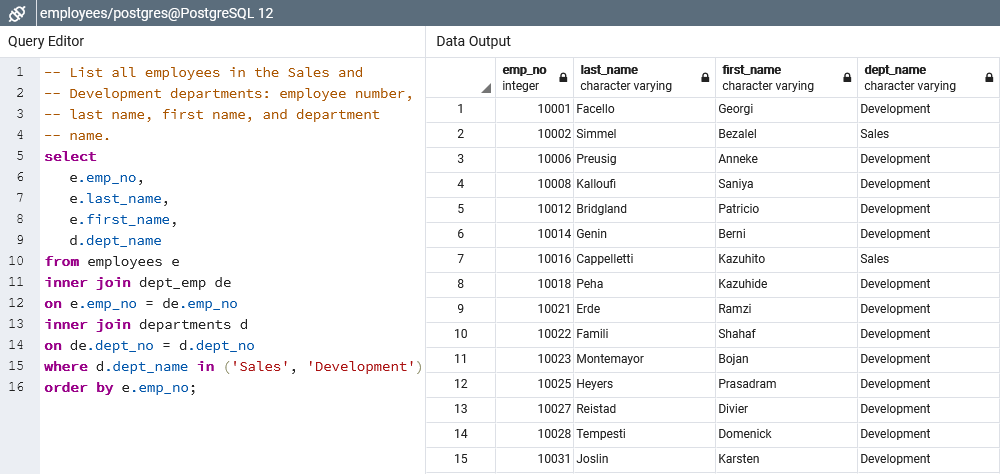 employees/postgres@PostgreSQL 12
Query Editor
1 -- List all employees in the Sales and
2 -- Development departments: employee number,
3 -- last name, first name, and department
4 -- name.
5 select
6 e.emp_no,
7 e.last_name,
8 e.first_name,
9 d.dept_name
10 from employees e
11 inner join dept_emp de
12 on e.emp_no = de.emp_no
13 inner join departments d
14 on de.dept_no = d.dept_no
15 where d.dept_name in ('Sales', 'Development')
16 order by e.emp_no;
Data Output
emp_no last_name first_name dept_name
integer character varying character varying character varying
1 10001 Facello Georgi Development
2 10002 Simmel Bezalel Sales
3 10006 Preusig Anneke Development
4 10008 Kalloufi Saniya Development
5 10012 Bridgland Patricio Development
6 10014 Genin Berni Development
7 10016 Cappelletti Kazuhito Sales
8 10018 Peha Kazuhide Development
9 10021 Erde Ramzi Development
10 10022 Famili Shahaf Development
11 10023 Montemayor Bojan Development
12 10025 Heyers Prasadram Development
13 10027 Reistad Divier Development
14 10028 Tempesti Domenick Development
15 10031 Joslin Karsten Development